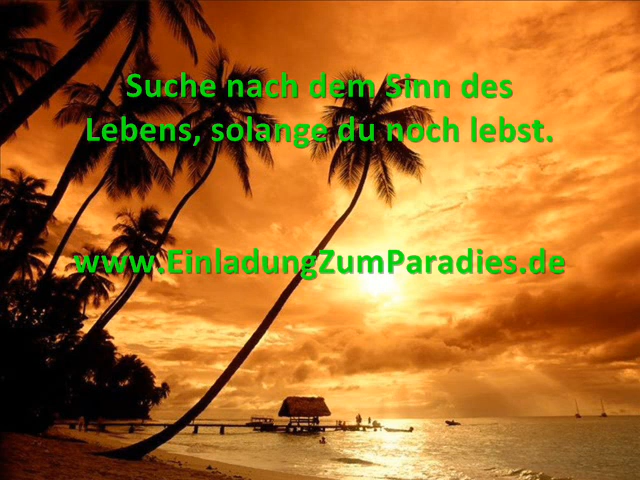 Suche nach dem Sinn des
Lebens, solange du noch lebst.
www.EinladungZumParadies.de